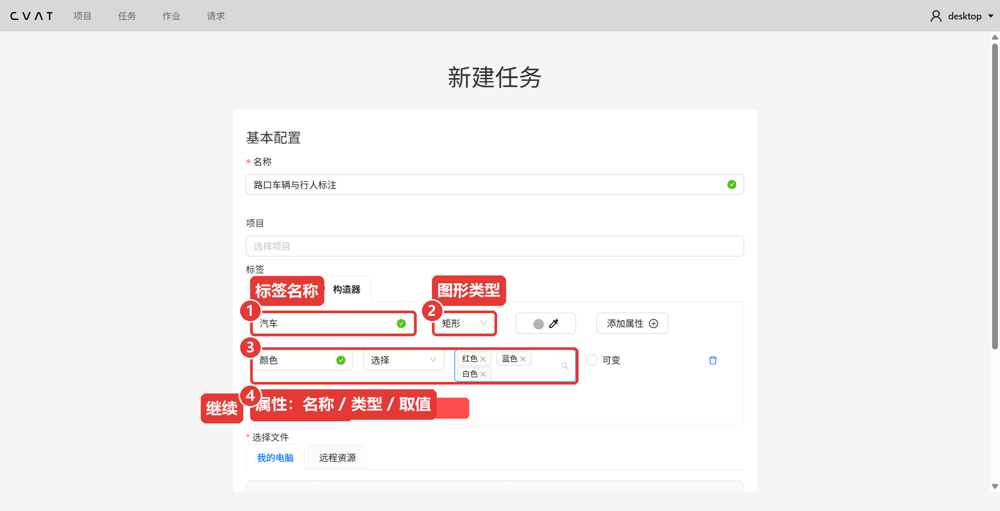 CVAT 项目 任务 作业 请求 desktop
新建任务
基本配置
* 名称
路口车辆与行人标注
项目
选择项目
标签
标签名称 构造器 图形类型
1 2
汽车 矩形 添加属性
3
颜色 选择 红色 蓝色 可变
白色
4
继续 属性：名称 / 类型 / 取值
* 选择文件
我的电脑 远程资源